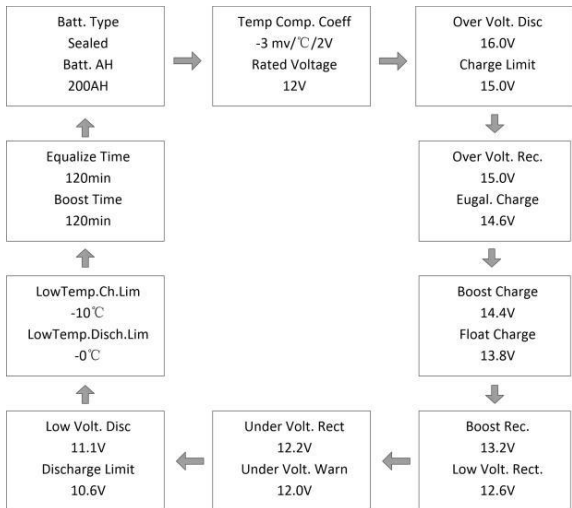 Batt. Type
Sealed
Batt. AH
200AH
Temp Comp. Coeff
-3 mv/℃/2V
Rated Voltage
12V
Over Volt. Disc
16.0V
Charge Limit
15.0V
Over Volt. Rec.
15.0V
Eugal. Charge
14.6V
Boost Charge
14.4V
Float Charge
13.8V
Boost Rec.
13.2V
Low Volt. Rect.
12.6V
Under Volt. Rect
12.2V
Under Volt. Warn
12.0V
Low Volt. Disc
11.1V
Discharge Limit
10.6V
LowTemp.Ch.Lim
-10℃
LowTemp.Disch.Lim
-0℃
Equalize Time
120min
Boost Time
120min